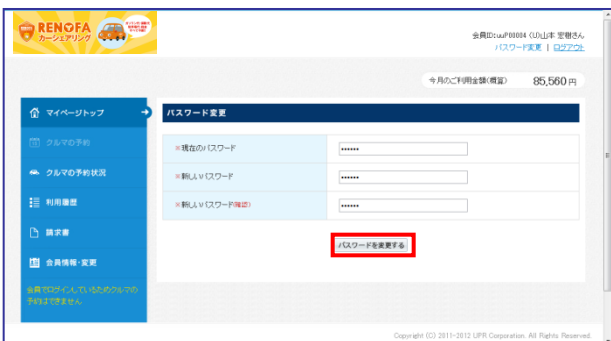 RENOFA
カーシェアリング
会員ID:uuP00004 (U)山本 宏樹さん
パスワード変更 | ログアウト
今月のご利用金額(概算) 85,560 円
マイページトップ
クルマの予約
クルマの予約状況
利用履歴
請求書
会員情報・変更
会員でログインしているためクルマの
予約はできません
パスワード変更
※現在のパスワード
※新しいパスワード
※新しいパスワード(確認)
パスワードを変更する
Copyright (C) 2011-2012 UPR Corporation. All Rights Reserved.